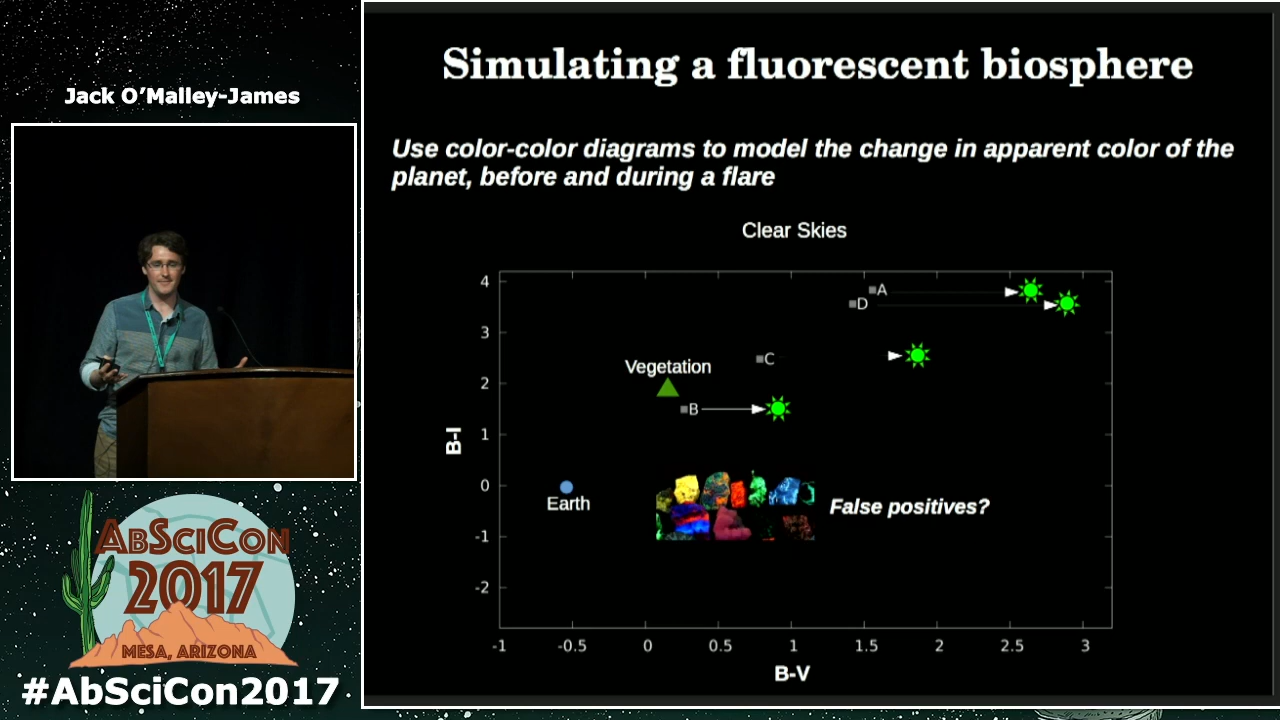 Jack O'Malley-James
AbSciCon
2017
MESA, ARIZONA
#AbSciCon2017
Simulating a fluorescent biosphere
Use color-color diagrams to model the change in apparent color of the
planet, before and during a flare
Clear Skies
4
3
2
1
0
-1
-2
B-I
A
D
C
Vegetation
B
Earth
False positives?
-1
-0.5
0
0.5
1
1.5
2
2.5
3
B-V